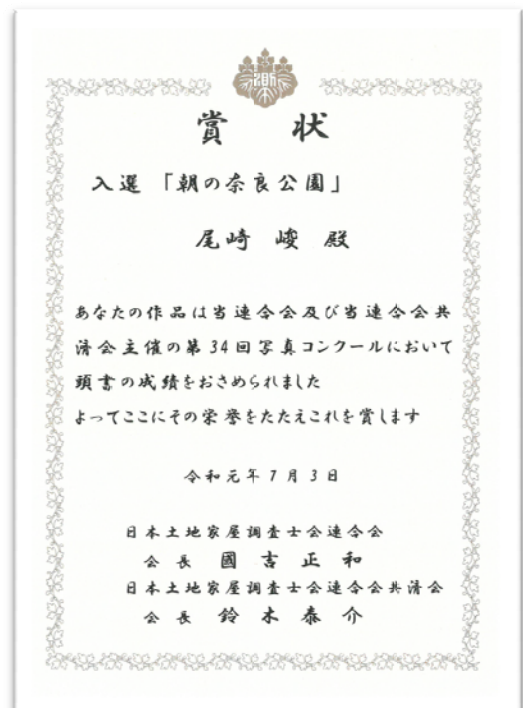 賞 状
入選 「朝の奈良公園」
尾崎 峻 殿
あなたの作品は当連合会及び当連合会共
済会主催の第34回写真コンクールにおいて
頭書の成績をおさめられました
よってここにその栄誉をたたえこれを賞します
令和元年7月3日
日本土地家屋調査士会連合会
会長 國吉正和
日本土地家屋調査士会連合会共済会
会長 鈴木泰介